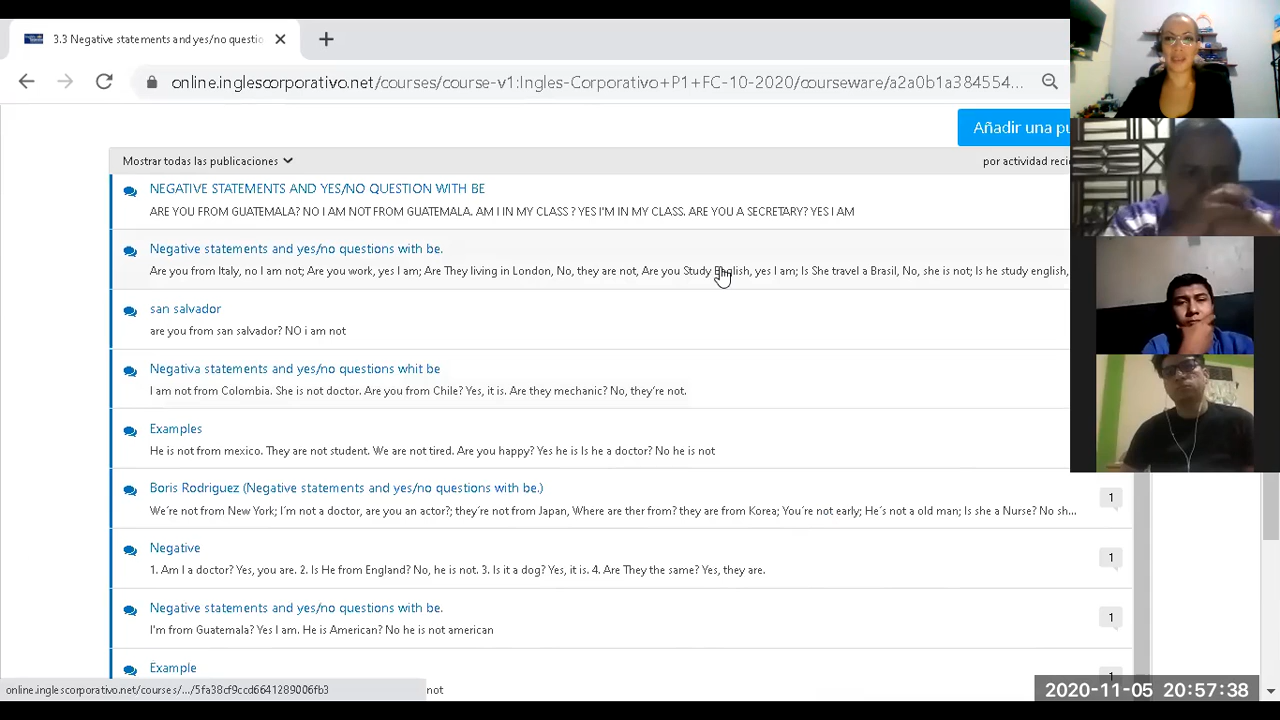 3.3 Negative statements and yes/no questio
online.inglescorporativo.net/courses/course-v1:Ingles-Corporativo+P1+FC-10-2020/courseware/a2a0b1a384554...
Añadir una pu
Mostrar todas las publicaciones
por actividad recie
NEGATIVE STATEMENTS AND YES/NO QUESTION WITH BE
ARE YOU FROM GUATEMALA? NO I AM NOT FROM GUATEMALA. AM I IN MY CLASS ? YES I'M IN MY CLASS. ARE YOU A SECRETARY? YES I AM
Negative statements and yes/no questions with be.
Are you from Italy, no I am not; Are you work, yes I am; Are They living in London, No, they are not, Are you Study English, yes I am; Is She travel a Brasil, No, she is not; Is he study english,
san salvador
are you from san salvador? NO i am not
Negativa statements and yes/no questions whit be
I am not from Colombia. She is not doctor. Are you from Chile? Yes, it is. Are they mechanic? No, they're not.
Examples
He is not from mexico. They are not student. We are not tired. Are you happy? Yes he is Is he a doctor? No he is not
Boris Rodriguez (Negative statements and yes/no questions with be.)
1
We´re not from New York; I´m not a doctor, are you an actor?; they´re not from Japan, Where are ther from? they are from Korea; You´re not early; He´s not a old man; Is she a Nurse? No sh...
Negative
1
1. Am I a doctor? Yes, you are. 2. Is He from England? No, he is not. 3. Is it a dog? Yes, it is. 4. Are They the same? Yes, they are.
Negative statements and yes/no questions with be.
1
I'm from Guatemala? Yes I am. He is American? No he is not american
Example
1
online.inglescorporativo.net/courses/.../5fa38cf9ccd6641289006fb3
not
2020-11-05 20:57:38